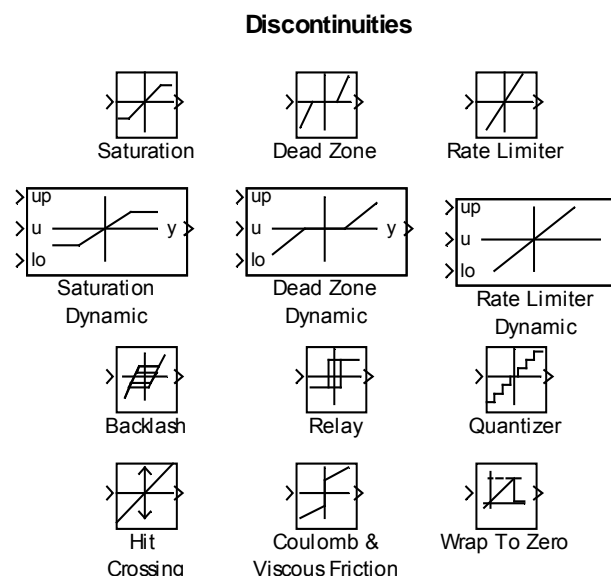 Discontinuities
Saturation
Dead Zone
Rate Limiter
up
u
lo
y
Saturation
Dynamic
up
u
lo
y
Dead Zone
Dynamic
up
u
lo
Rate Limiter
Dynamic
Backlash
Relay
Quantizer
Hit
Crossing
Coulomb &
Viscous Friction
Wrap To Zero